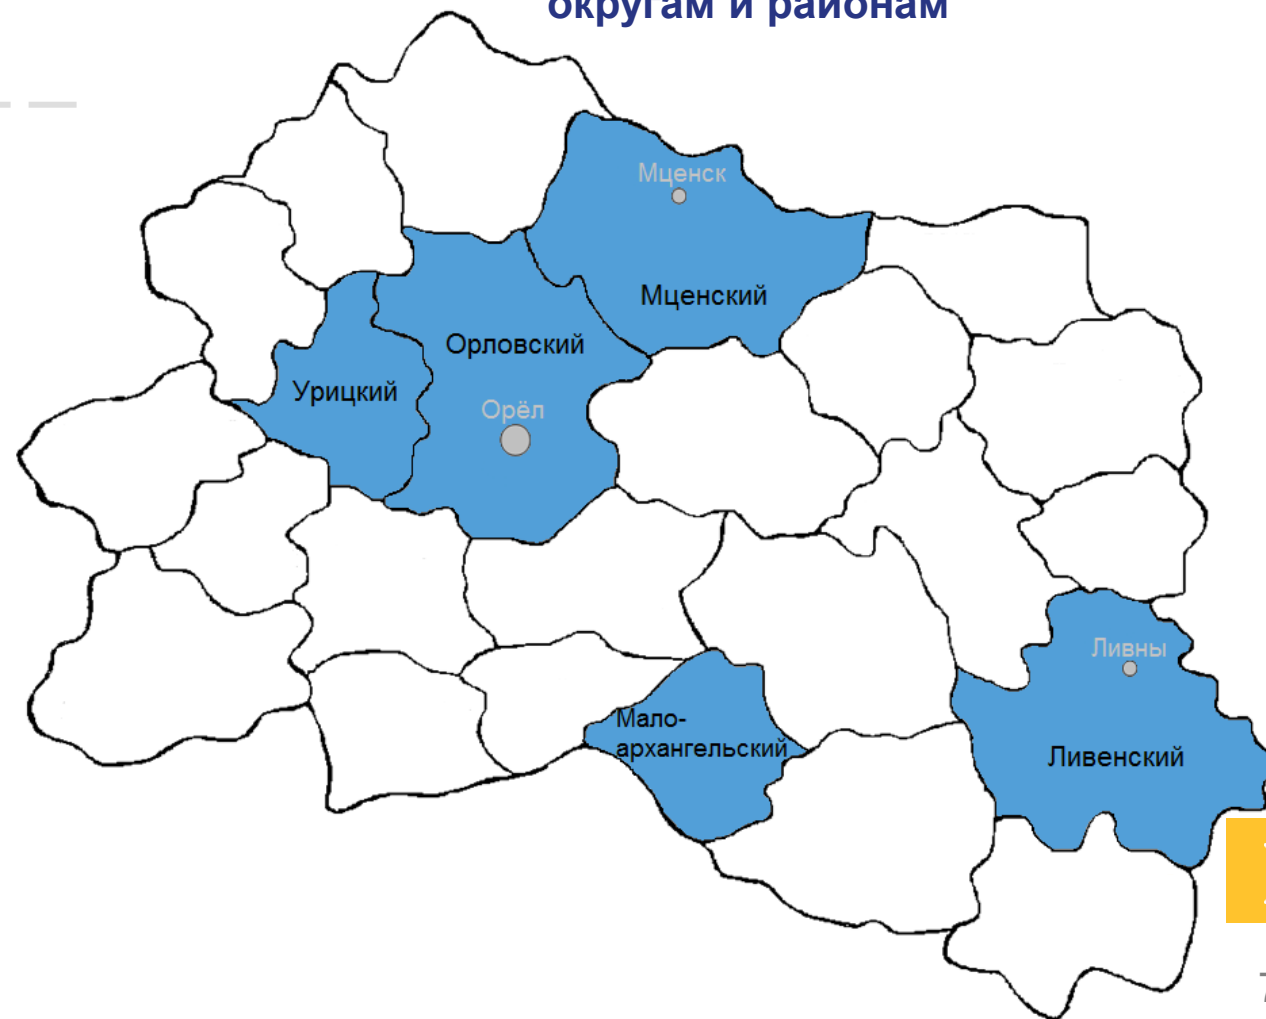 округам и районам
Мценск
Мценский
Орловский
Урицкий
Орёл
Ливны
Мало-
архангельский
Ливенский